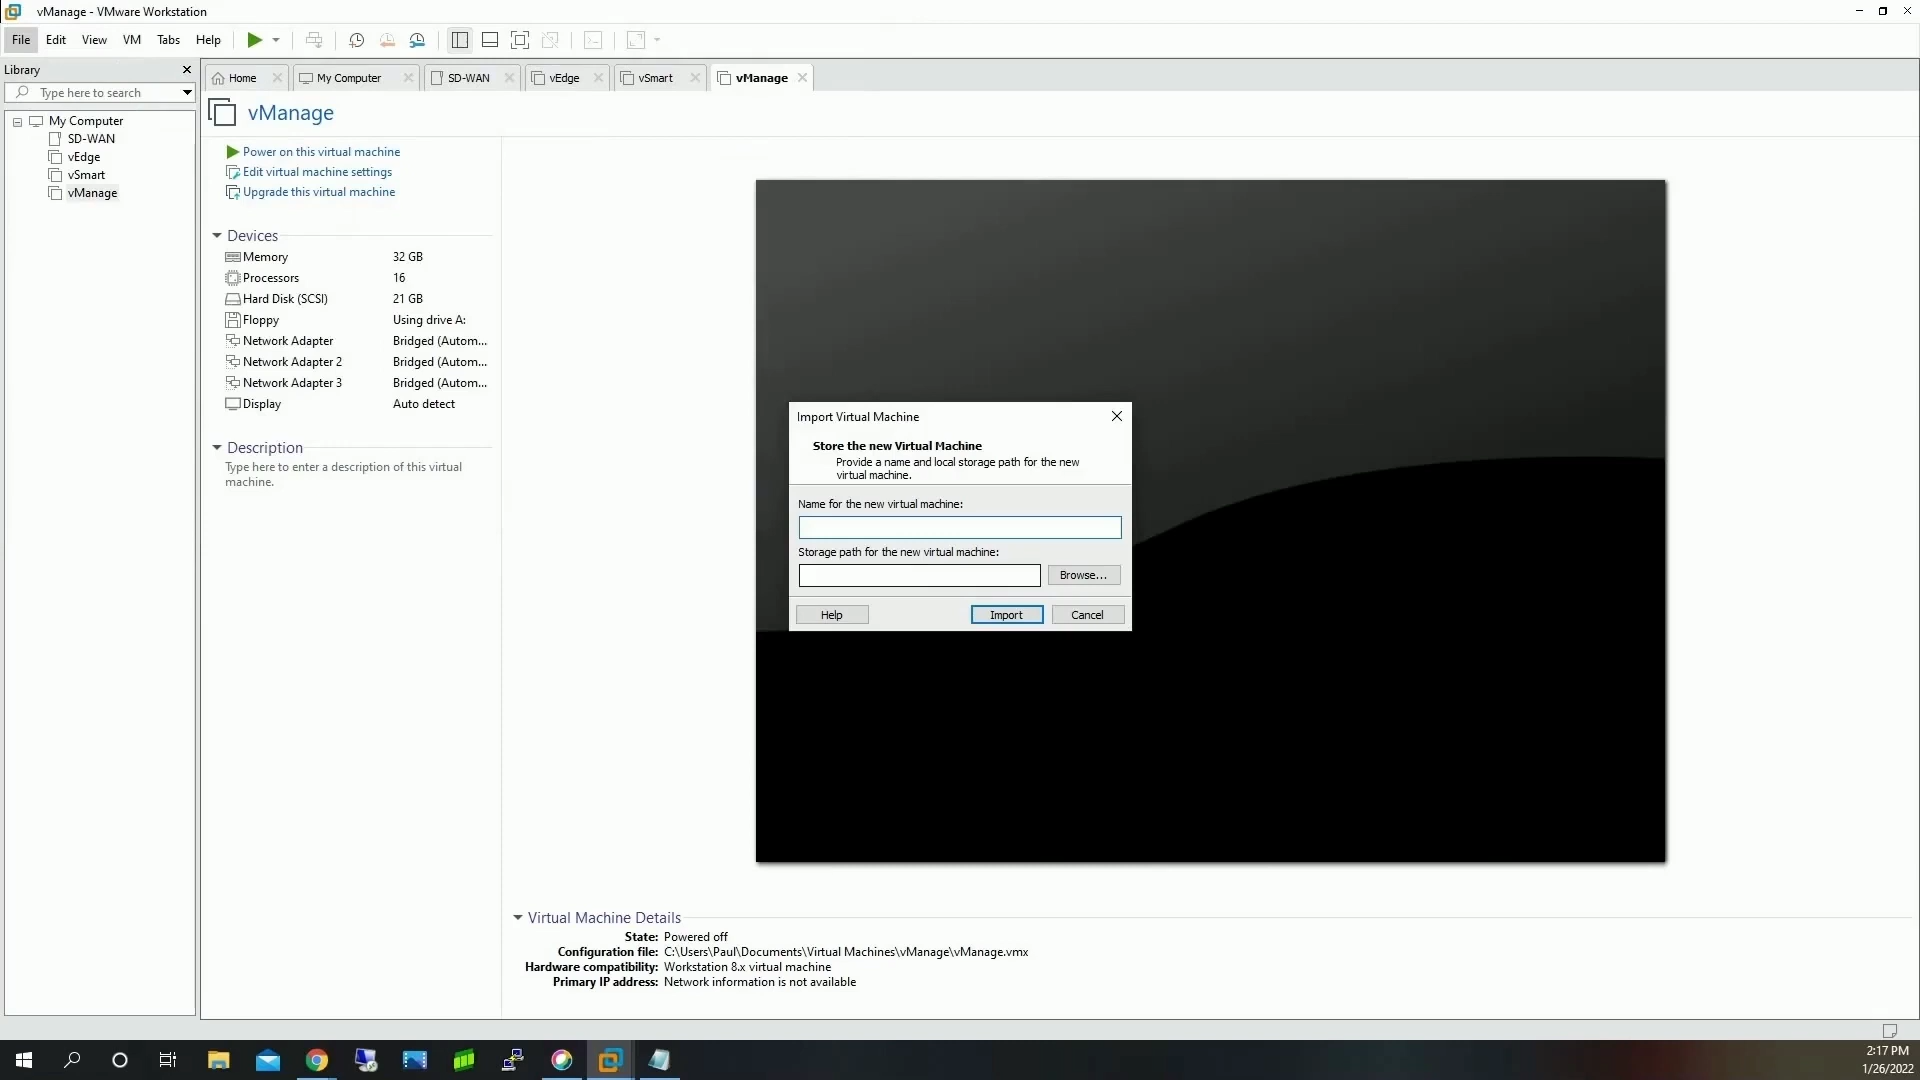 vManage - VMware Workstation
File Edit View VM Tabs Help
Library
Type here to search
My Computer
SD-WAN
vEdge
vSmart
vManage
Home My Computer SD-WAN vEdge vSmart vManage
vManage
Power on this virtual machine
Edit virtual machine settings
Upgrade this virtual machine
Devices
Memory 32 GB
Processors 16
Hard Disk (SCSI) 21 GB
Floppy Using drive A:
Network Adapter Bridged (Autom...
Network Adapter 2 Bridged (Autom...
Network Adapter 3 Bridged (Autom...
Display Auto detect
Description
Type here to enter a description of this virtual
machine.
Import Virtual Machine
Store the new Virtual Machine
Provide a name and local storage path for the new
virtual machine.
Name for the new virtual machine:
Storage path for the new virtual machine:
Browse...
Help Import Cancel
Virtual Machine Details
State: Powered off
Configuration file: C:\Users\Paul\Documents\Virtual Machines\vManage\vManage.vmx
Hardware compatibility: Workstation 8.x virtual machine
Primary IP address: Network information is not available
2:17 PM
1/26/2022